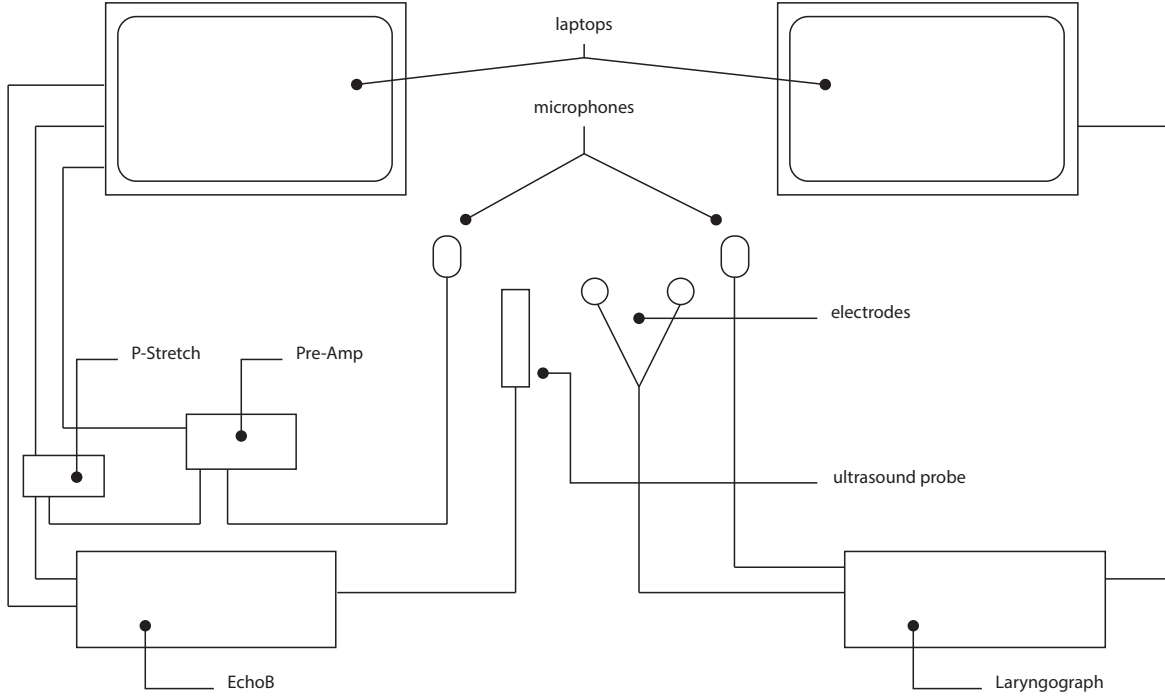 laptops
microphones
electrodes
P-Stretch
Pre-Amp
ultrasound probe
EchoB
Laryngograph